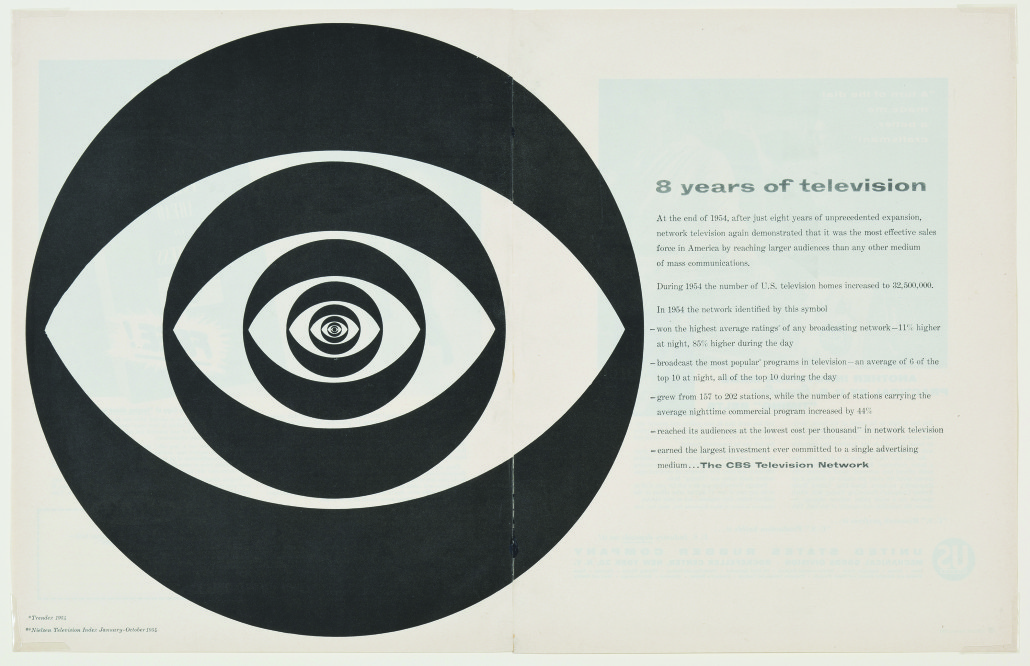 8 years of television
At the end of 1954, after just eight years of unprecedented expansion,
network television again demonstrated that it was the most effective sales
force in America by reaching larger audiences than any other medium
of mass communications.
During 1954 the number of U.S. television homes increased to 32,500,000.
In 1954 the network identified by this symbol
–won the highest average ratings* of any broadcasting network–11% higher
at night, 85% higher during the day
–broadcast the most popular* programs in television–an average of 6 of the
top 10 at night, all of the top 10 during the day
–grew from 157 to 202 stations, while the number of stations carrying the
average nighttime commercial program increased by 44%
–reached its audiences at the lowest cost per thousand** in network television
–earned the largest investment ever committed to a single advertising
medium...The CBS Television Network
*Trendex 1954
**Nielsen Television Index January-October 1954
UNITED STATES RUBBER COMPANY
US